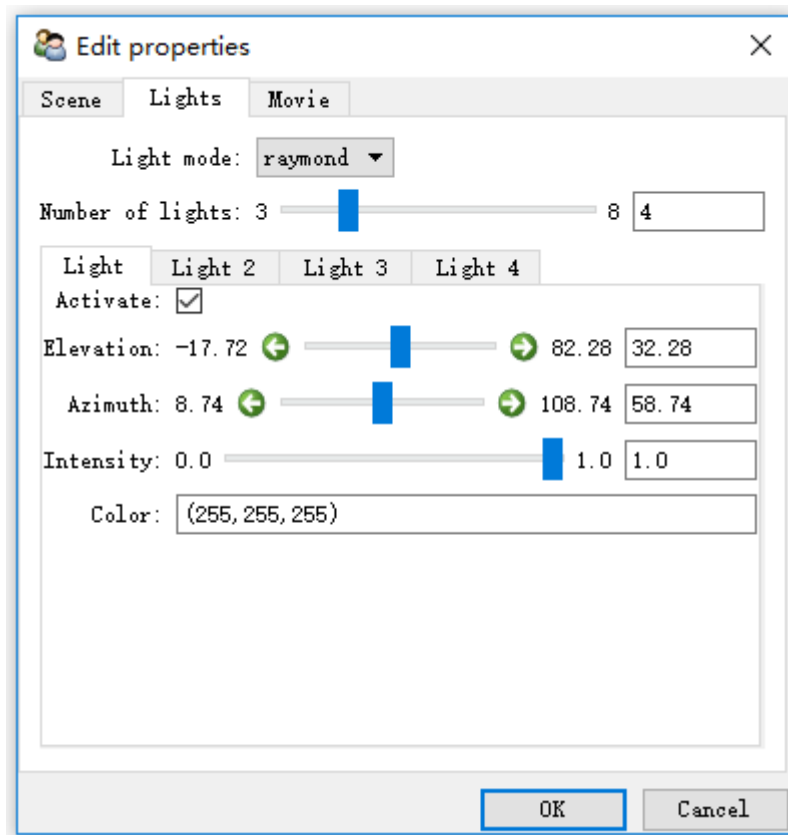 Edit properties
Scene Lights Movie
Light mode: raymond
Number of lights: 3 8 4
Light Light 2 Light 3 Light 4
Activate:
Elevation: -17.72 82.28 32.28
Azimuth: 8.74 108.74 58.74
Intensity: 0.0 1.0 1.0
Color: (255,255,255)
OK Cancel